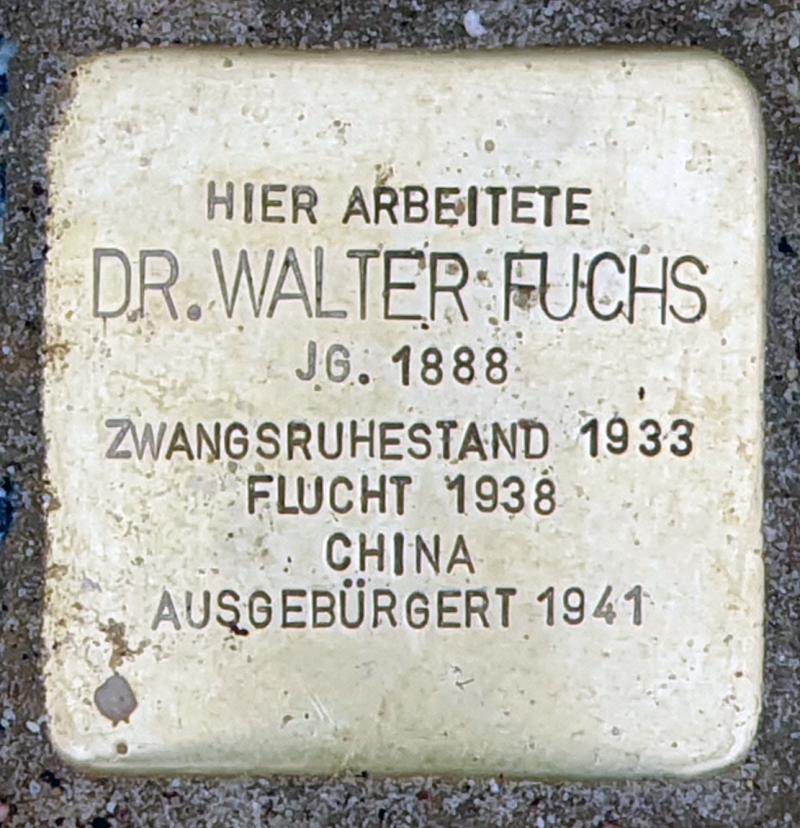 HIER ARBEITETE
DR. WALTER FUCHS
JG. 1888
ZWANGSRUHESTAND 1933
FLUCHT 1938
CHINA
AUSGEBÜRGERT 1941